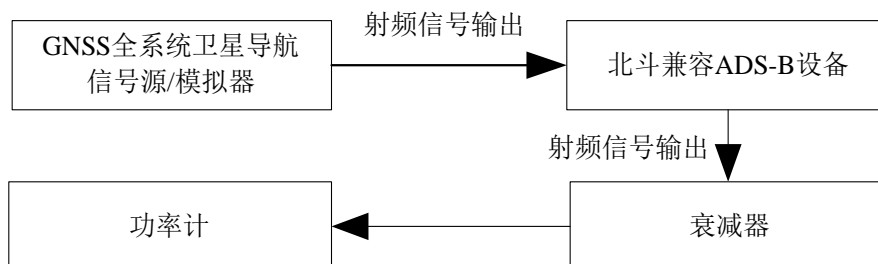 射频信号输出
GNSS全系统卫星导航
信号源/模拟器
北斗兼容ADS-B设备
射频信号输出
功率计
衰减器